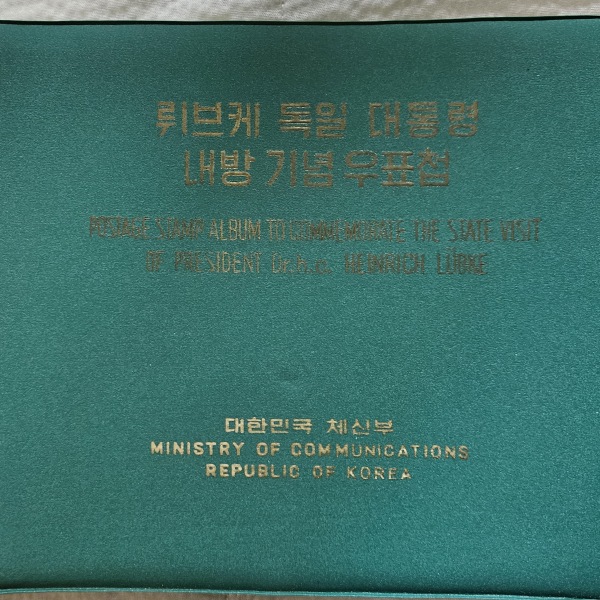 뤼브케 독일 대통령
내방 기념 우표첩
POSTAGE STAMP ALBUM TO COMMEMORATE THE STATE VISIT
OF PRESIDENT Dr.h.c. HEINRICH LÜBKE
대한민국 체신부
MINISTRY OF COMMUNICATIONS
REPUBLIC OF KOREA